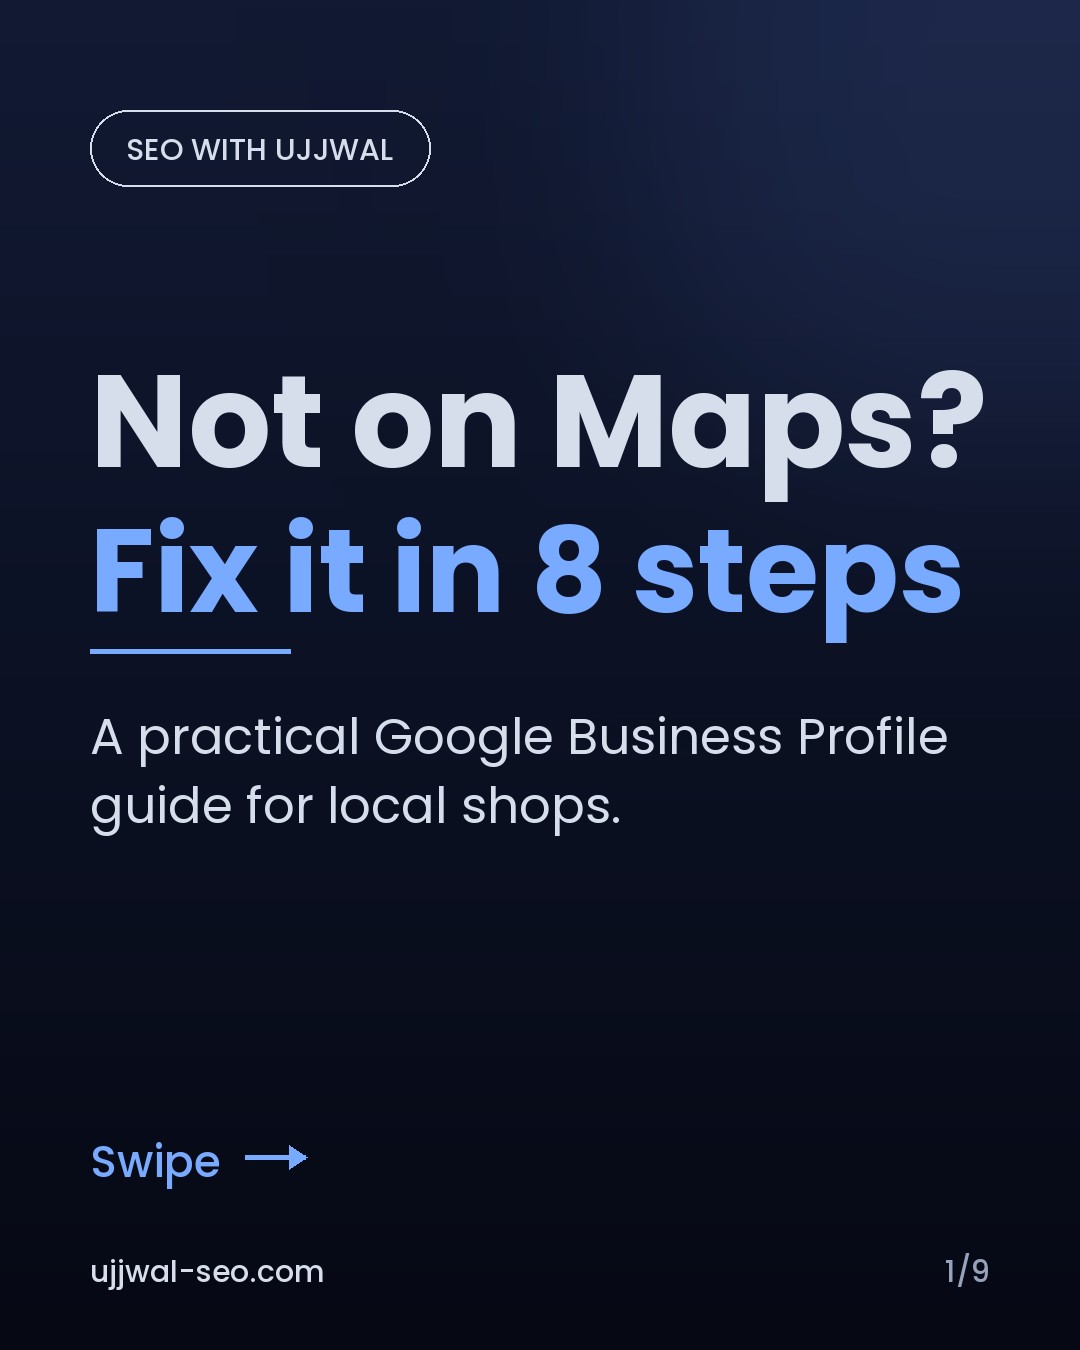 SEO WITH UJJWAL
Not on Maps?
Fix it in 8 steps
A practical Google Business Profile
guide for local shops.
Swipe
ujjwal-seo.com
1/9